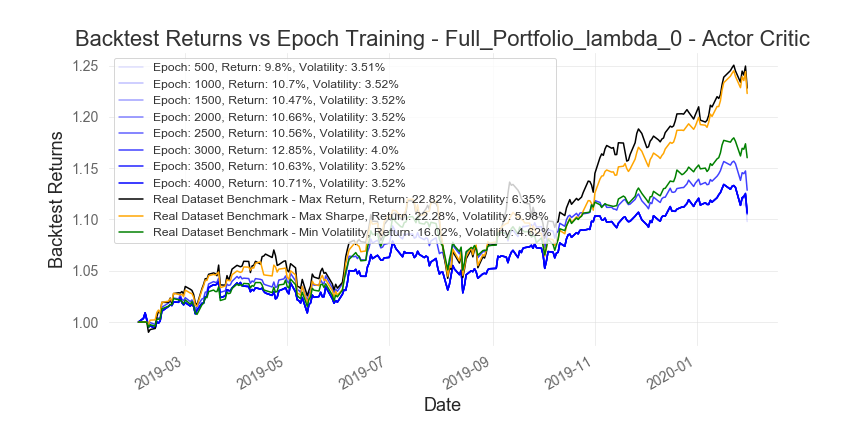 Backtest Returns vs Epoch Training - Full_Portfolio_lambda_0 - Actor Critic
Epoch: 500, Return: 9.8%, Volatility: 3.51%
Epoch: 1000, Return: 10.7%, Volatility: 3.52%
Epoch: 1500, Return: 10.47%, Volatility: 3.52%
Epoch: 2000, Return: 10.66%, Volatility: 3.52%
Epoch: 2500, Return: 10.56%, Volatility: 3.52%
Epoch: 3000, Return: 12.85%, Volatility: 4.0%
Epoch: 3500, Return: 10.63%, Volatility: 3.52%
Epoch: 4000, Return: 10.71%, Volatility: 3.52%
Real Dataset Benchmark - Max Return, Return: 22.82%, Volatility: 6.35%
Real Dataset Benchmark - Max Sharpe, Return: 22.28%, Volatility: 5.98%
Real Dataset Benchmark - Min Volatility, Return: 16.02%, Volatility: 4.62%
Backtest Returns
1.25
1.20
1.15
1.10
1.05
1.00
2019-03
2019-05
2019-07
2019-09
2019-11
2020-01
Date